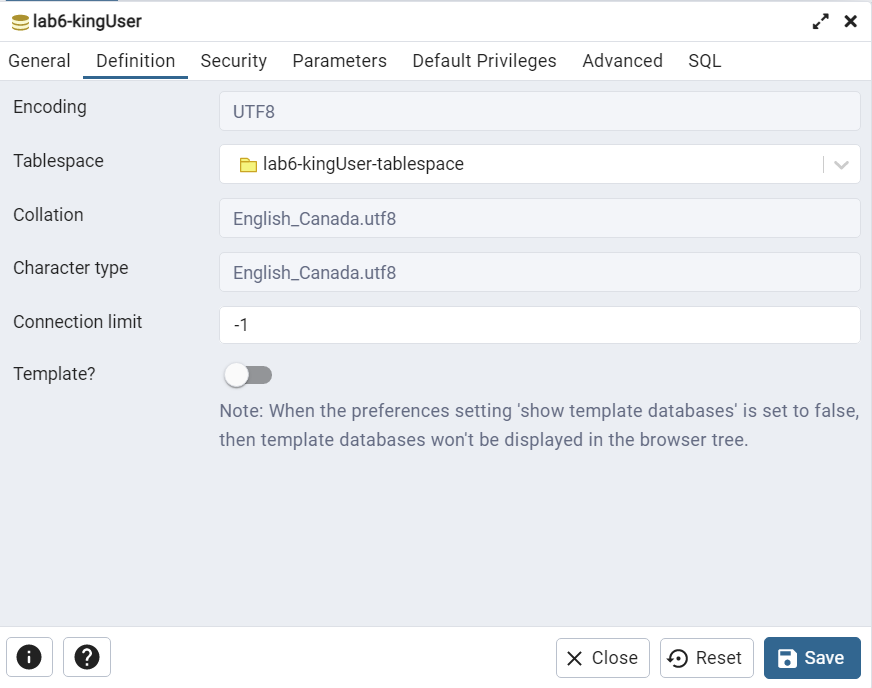 lab6-kingUser
General Definition Security Parameters Default Privileges Advanced SQL
Encoding UTF8
Tablespace lab6-kingUser-tablespace
Collation English_Canada.utf8
Character type English_Canada.utf8
Connection limit -1
Template?
Note: When the preferences setting 'show template databases' is set to false,
then template databases won't be displayed in the browser tree.
Close Reset Save